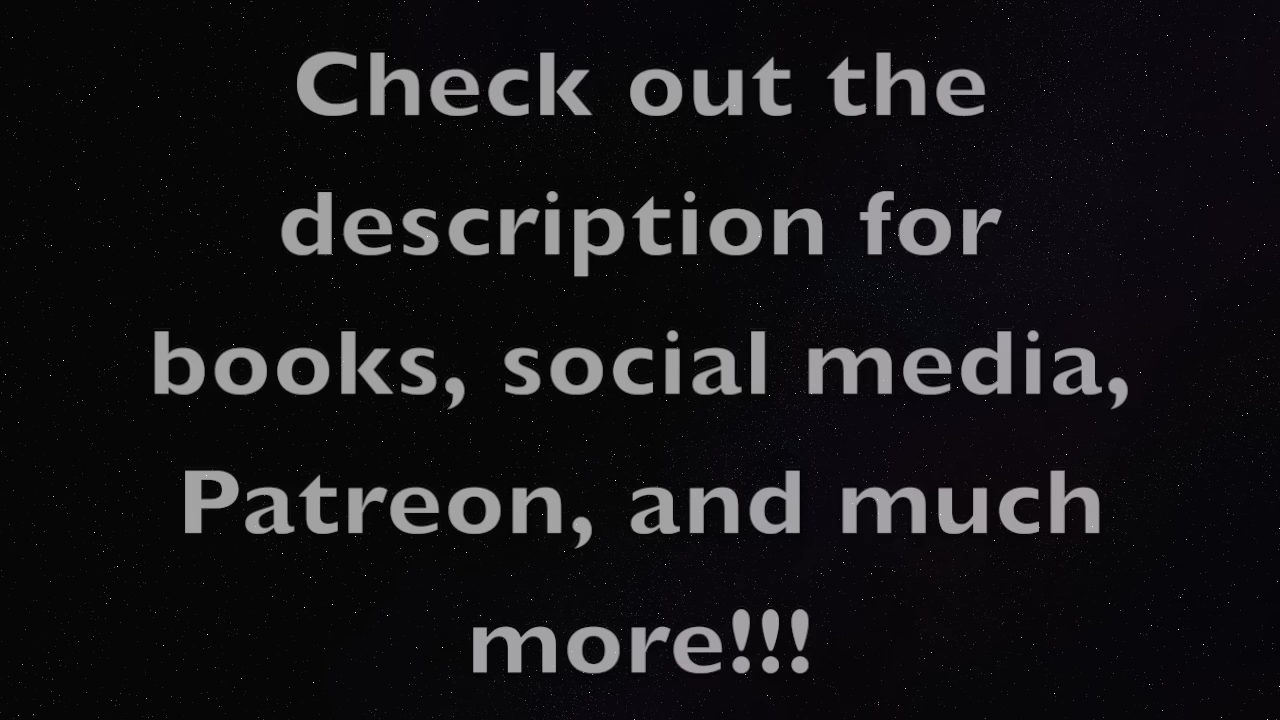 Check out the
description for
books, social media,
Patreon, and much
more!!!